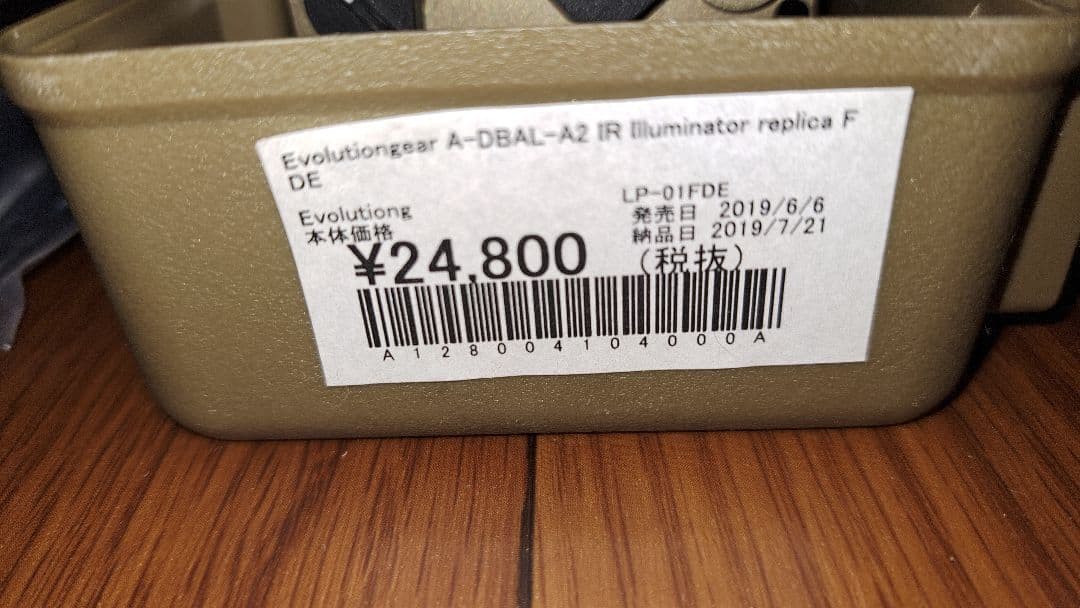 Evolutiongear A-DBAL-A2 IR Illuminator replica F
DE
LP-01FDE
Evolutiong
発売日 2019/6/6
本体価格
納品日 2019/7/21
¥24,800 (税抜)
A128004104000A